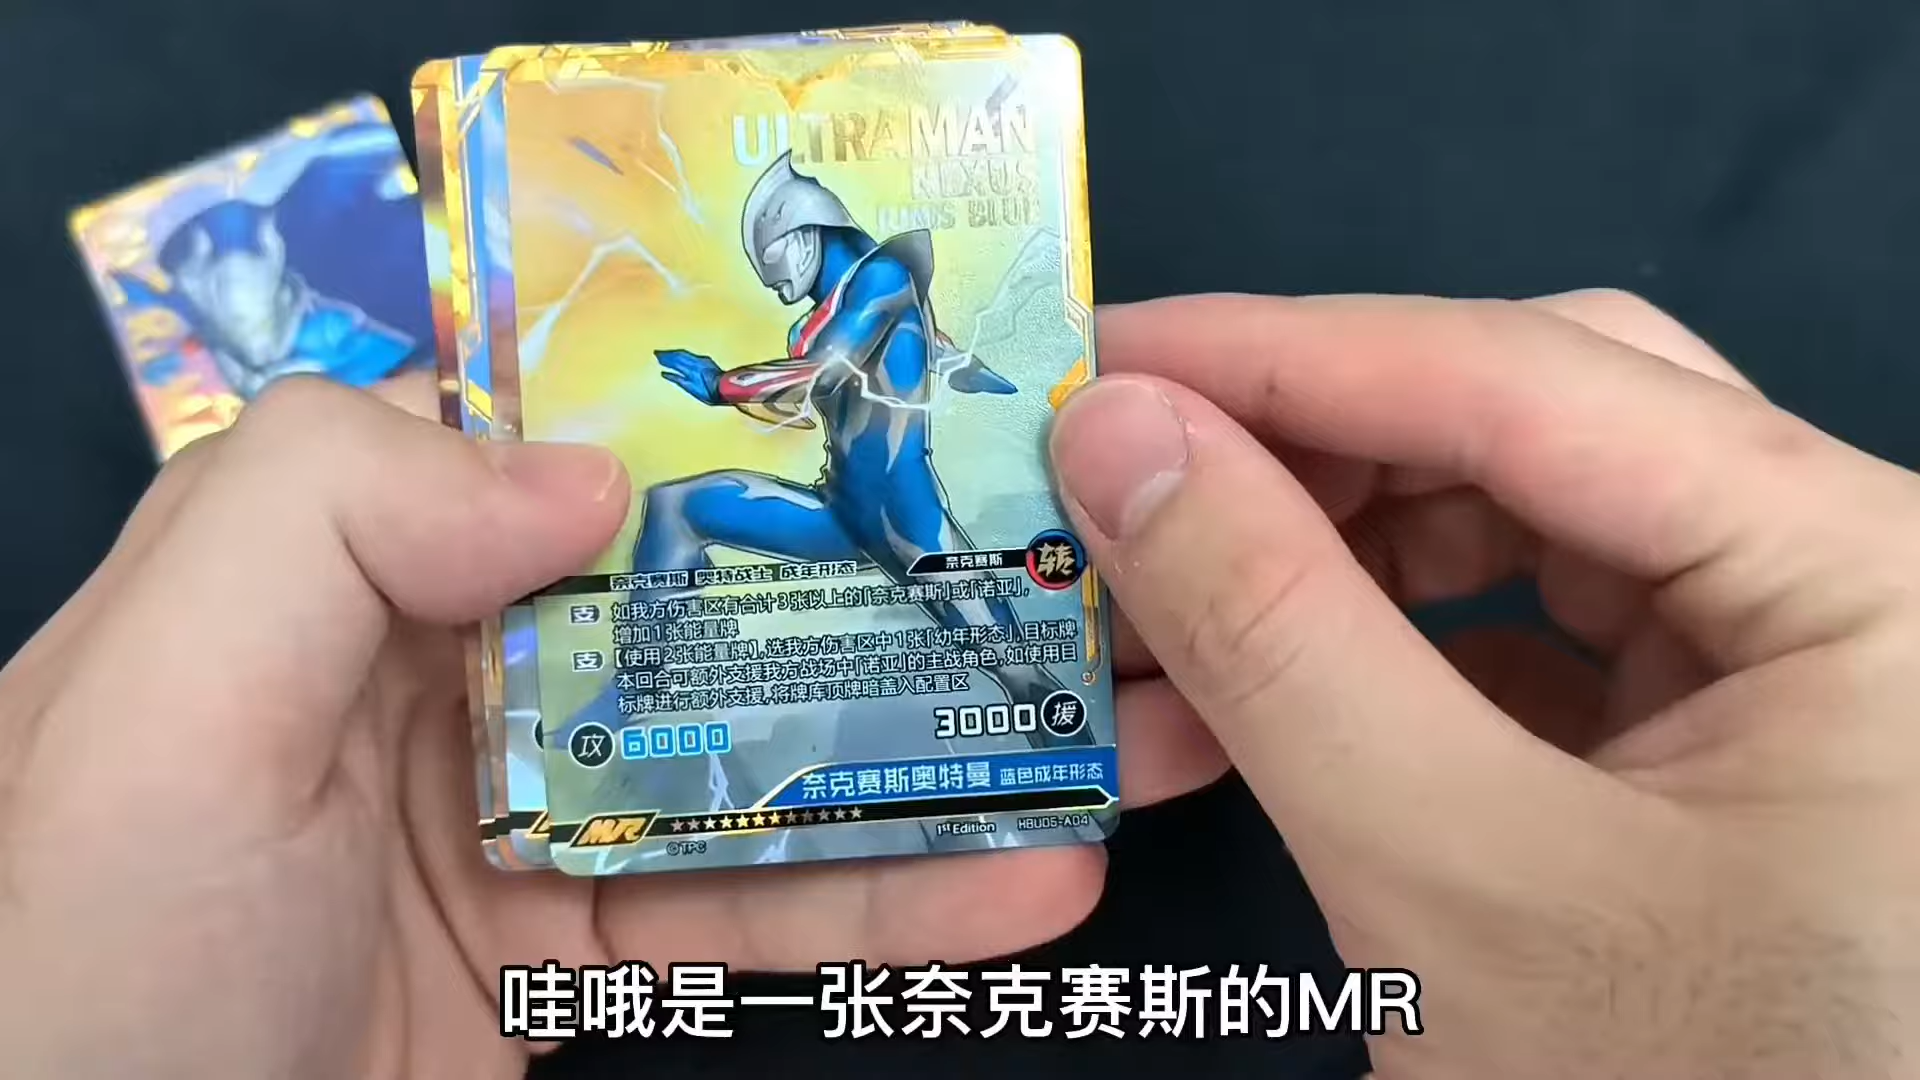 ULTRAMAN
NEXUS
JUNIS BLUE
奈克赛斯
转
奈克赛斯 奥特战士 成年形态
支 如我方伤害区有合计3张以上的「奈克赛斯」或「诺亚」,
增加1张能量牌
支 【使用2张能量牌】,选我方伤害区中1张「幼年形态」,目标牌
本回合可额外支援我方战场中「诺亚」的主战角色,如使用目
标牌进行额外支援,将牌库顶牌暗盖入配置区
攻 6000
3000 援
奈克赛斯奥特曼 蓝色成年形态
MR ★★★★★★★★★★★★
1st Edition HBU05-A04
©TPC
哇哦是一张奈克赛斯的MR